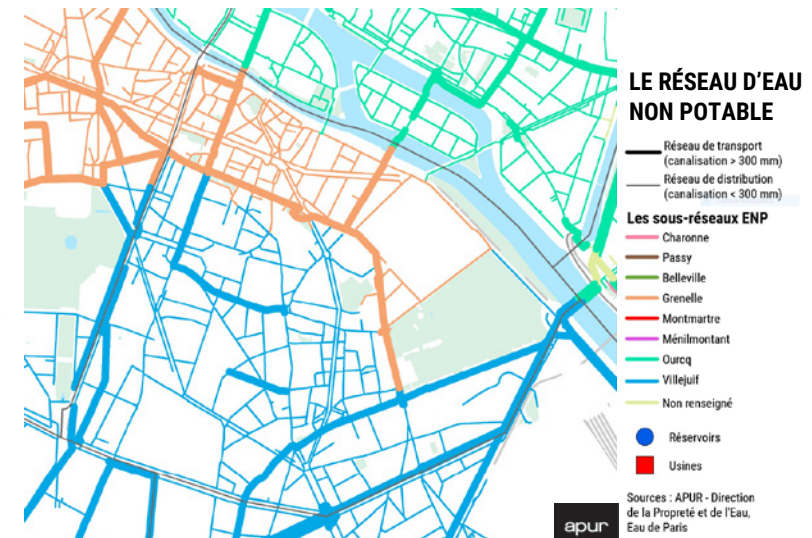 LE RÉSEAU D'EAU
NON POTABLE
Réseau de transport
(canalisation > 300 mm)
Réseau de distribution
(canalisation < 300 mm)
Les sous-réseaux ENP
Charonne
Passy
Belleville
Grenelle
Montmartre
Ménilmontant
Ourcq
Villejuif
Non renseigné
Réservoirs
Usines
Sources : APUR - Direction
de la Propreté et de l'Eau,
Eau de Paris
apur